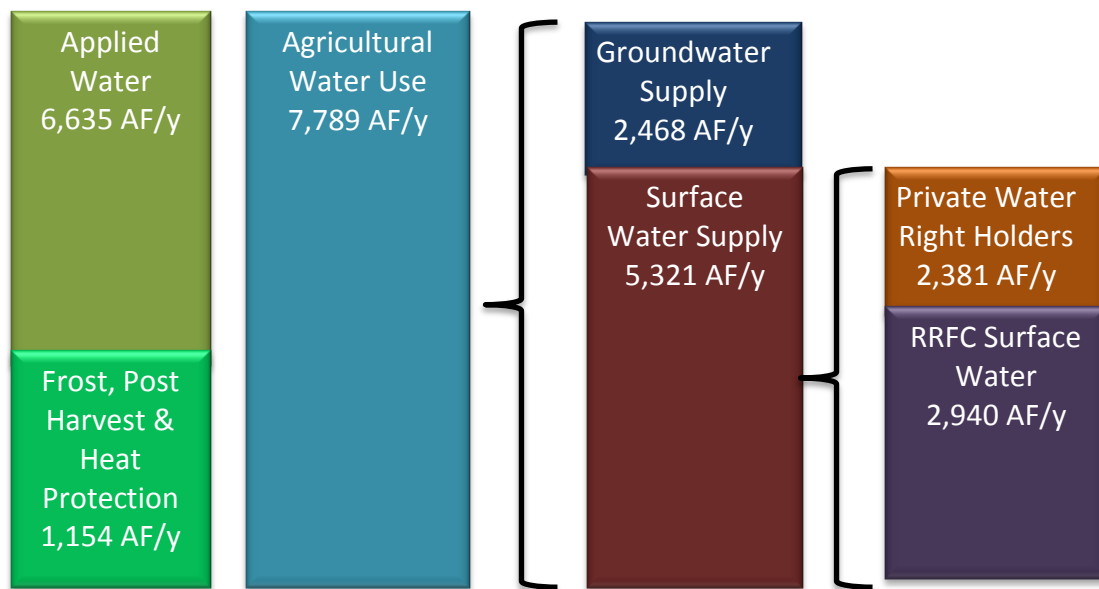 Applied
Water
6,635 AF/y
Frost, Post
Harvest &
Heat
Protection
1,154 AF/y
Agricultural
Water Use
7,789 AF/y
Groundwater
Supply
2,468 AF/y
Surface
Water Supply
5,321 AF/y
Private Water
Right Holders
2,381 AF/y
RRFC Surface
Water
2,940 AF/y